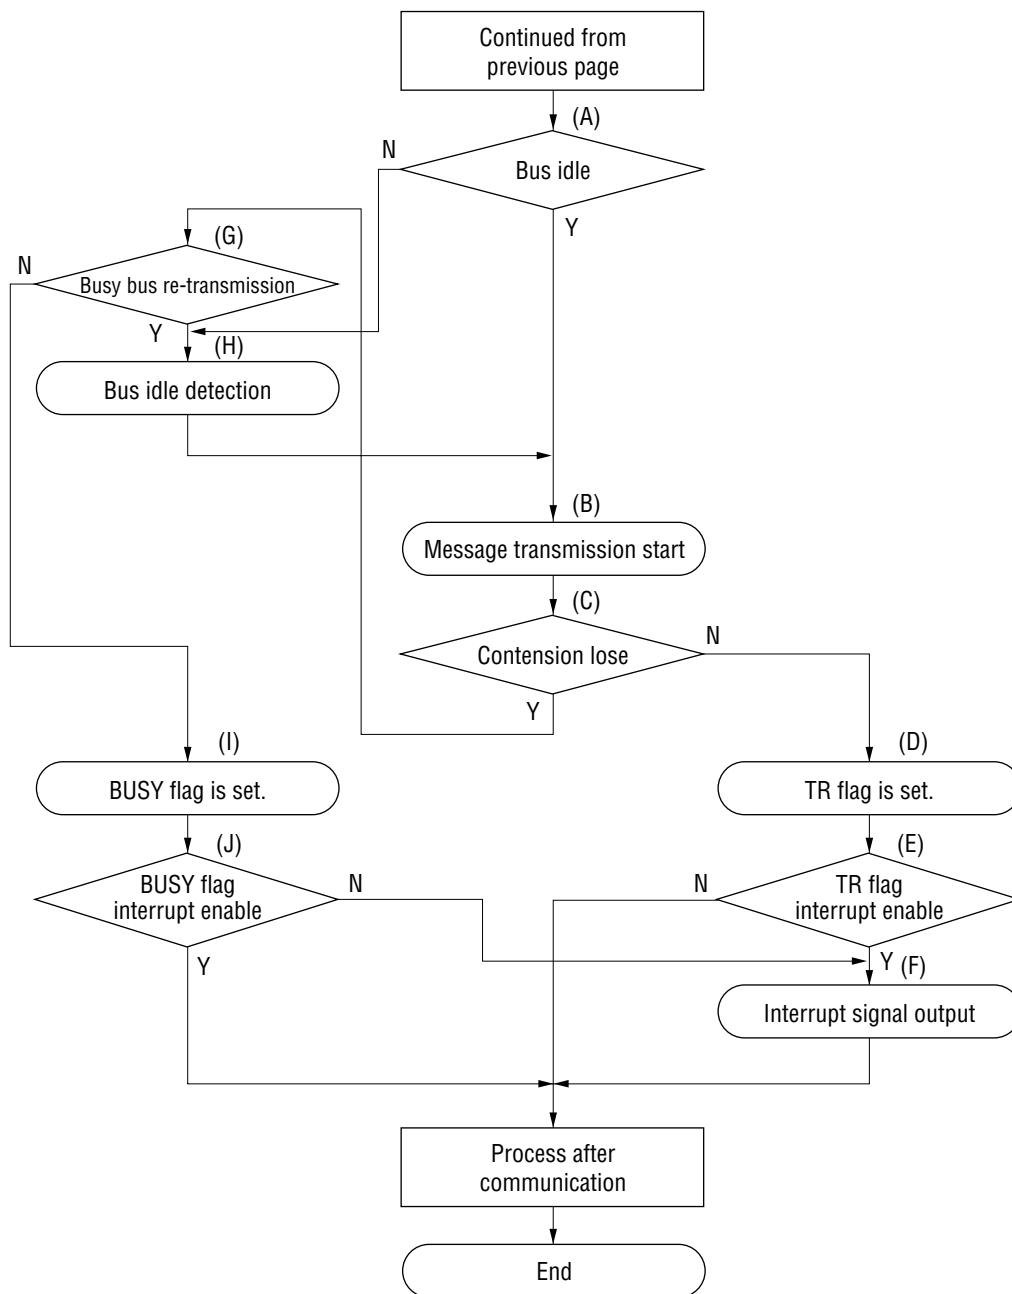 Continued from
previous page
(A)
N
Bus idle
Y
(G)
N
Busy bus re-transmission
Y
(H)
Bus idle detection
(B)
Message transmission start
(C)
N
Contension lose
Y
(I)
(D)
BUSY flag is set.
TR flag is set.
(J)
(E)
BUSY flag
interrupt enable
N
N
TR flag
interrupt enable
Y
Y
(F)
Interrupt signal output
Process after
communication
End